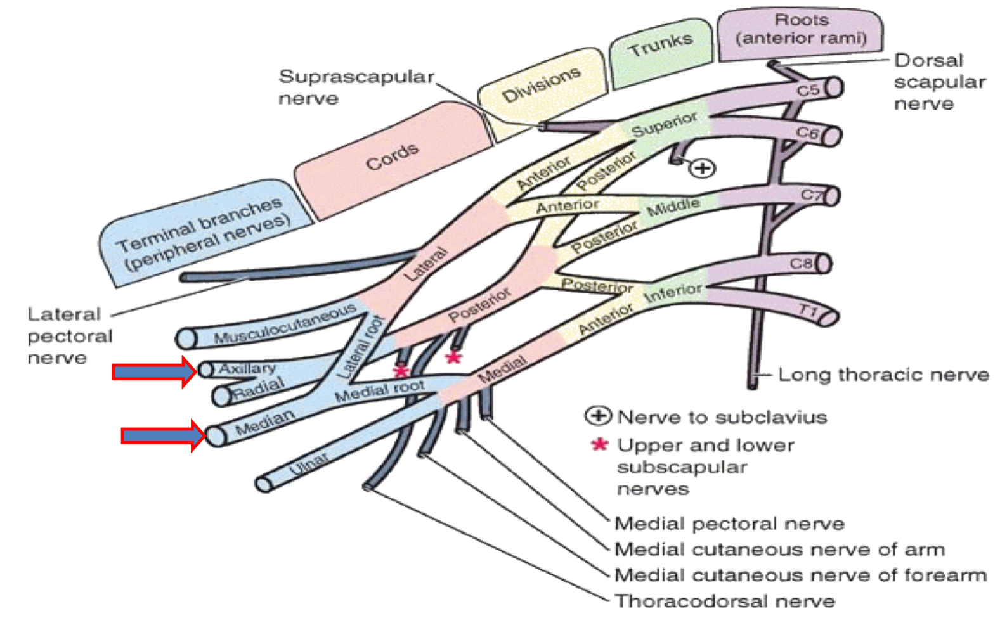 Roots
(anterior rami)
Trunks
Divisions
Cords
Terminal branches
(peripheral nerves)
Suprascapular
nerve
Dorsal
scapular
nerve
C5
C6
C7
C8
T1
Superior
Middle
Inferior
Anterior
Posterior
Anterior
Posterior
Posterior
Anterior
Lateral
Posterior
Medial
Lateral
pectoral
nerve
Musculocutaneous
Lateral root
Axillary
Radial
Medial root
Median
Ulnar
Long thoracic nerve
+ Nerve to subclavius
* Upper and lower
subscapular
nerves
Medial pectoral nerve
Medial cutaneous nerve of arm
Medial cutaneous nerve of forearm
Thoracodorsal nerve